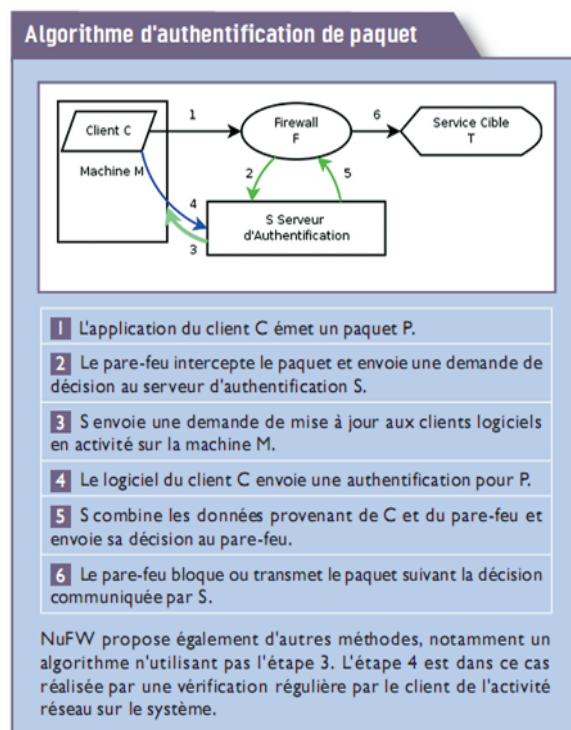 Algorithme d'authentification de paquet
1
6
Client C
Firewall
F
Service Cible
T
Machine M
2
5
4
S Serveur
d'Authentification
3
1 L'application du client C émet un paquet P.
2 Le pare-feu intercepte le paquet et envoie une demande de
décision au serveur d'authentification S.
3 S envoie une demande de mise à jour aux clients logiciels
en activité sur la machine M.
4 Le logiciel du client C envoie une authentification pour P.
5 S combine les données provenant de C et du pare-feu et
envoie sa décision au pare-feu.
6 Le pare-feu bloque ou transmet le paquet suivant la décision
communiquée par S.
NuFW propose également d'autres méthodes, notamment un
algorithme n'utilisant pas l'étape 3. L'étape 4 est dans ce cas
réalisée par une vérification régulière par le client de l'activité
réseau sur le système.